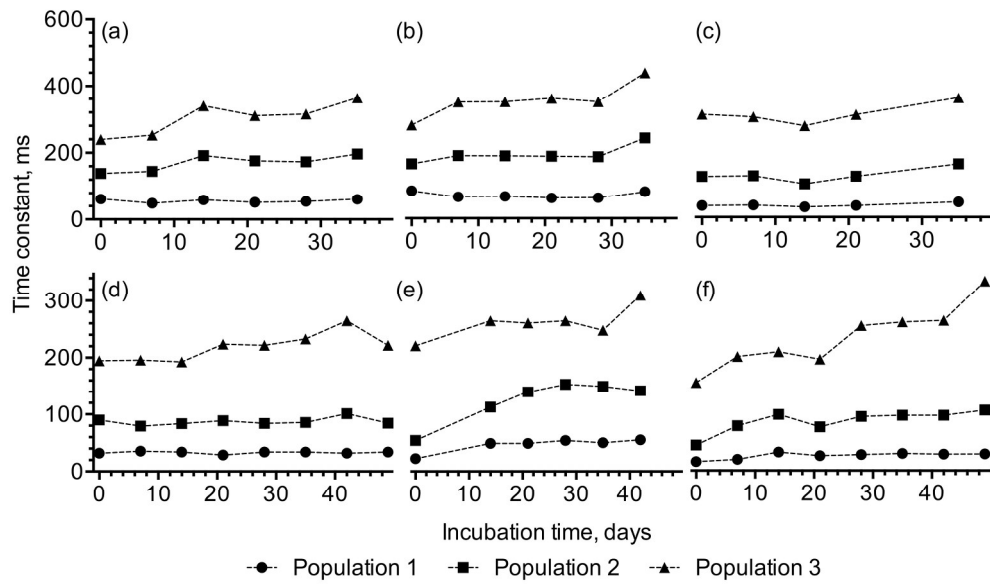 600
(a)
(b)
(c)
400
200
0
0 10 20 30
0 10 20 30
0 10 20 30
Time constant, ms
(d)
(e)
(f)
300
200
100
0
0 10 20 30 40
0 10 20 30 40
0 10 20 30 40
Incubation time, days
Population 1 Population 2 Population 3